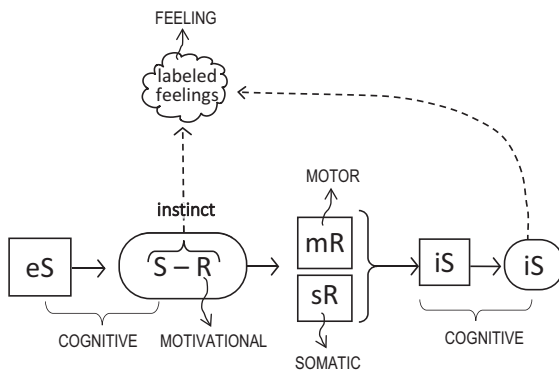 FEELING
labeled
feelings
MOTOR
instinct
eS
S – R
mR
sR
iS
iS
COGNITIVE
MOTIVATIONAL
SOMATIC
COGNITIVE